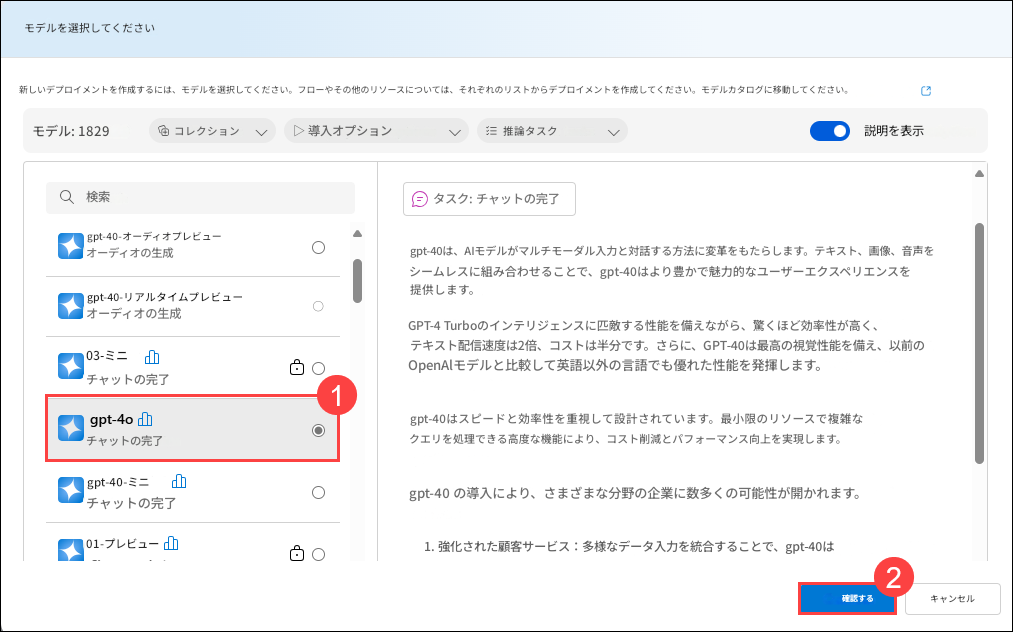 モデルを選択してください
新しいデプロイメントを作成するには、モデルを選択してください。フローやその他のリソースについては、それぞれのリストからデプロイメントを作成してください。モデルカタログに移動してください。
モデル: 1829
コレクション
導入オプション
推論タスク
説明を表示
検索
gpt-40-オーディオプレビュー
オーディオの生成
gpt-40-リアルタイムプレビュー
オーディオの生成
03-ミニ
チャットの完了
1
gpt-4o
チャットの完了
gpt-40-ミニ
チャットの完了
01-プレビュー
タスク: チャットの完了
gpt-40は、AIモデルがマルチモーダル入力と対話する方法に変革をもたらします。テキスト、画像、音声を
シームレスに組み合わせることで、gpt-40はより豊かで魅力的なユーザーエクスペリエンスを
提供します。
GPT-4 Turboのインテリジェンスに匹敵する性能を備えながら、驚くほど効率性が高く、
テキスト配信速度は2倍、コストは半分です。さらに、GPT-40は最高の視覚性能を備え、以前の
OpenAIモデルと比較して英語以外の言語でも優れた性能を発揮します。
gpt-40はスピードと効率性を重視して設計されています。最小限のリソースで複雑な
クエリを処理できる高度な機能により、コスト削減とパフォーマンス向上を実現します。
gpt-40 の導入により、さまざまな分野の企業に数多くの可能性が開かれます。
1. 強化された顧客サービス：多様なデータ入力を統合することで、gpt-40は
2
確認する
キャンセル